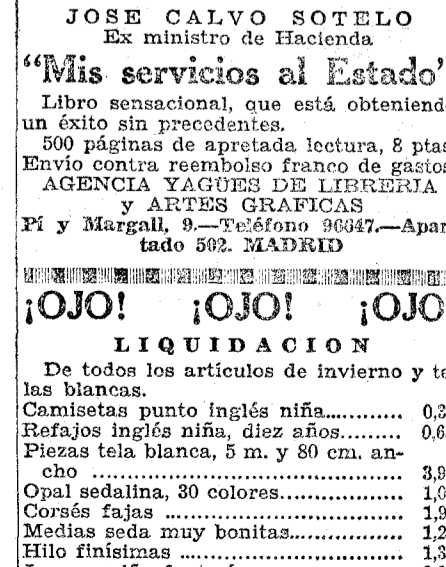 JOSE CALVO SOTELO
Ex ministro de Hacienda
"Mis servicios al Estado"
Libro sensacional, que está obteniend
un éxito sin precedentes.
500 páginas de apretada lectura, 8 ptas
Envío contra reembolso franco de gastos
AGENCIA YAGÜES DE LIBRERIA
y ARTES GRAFICAS
Pí y Margall, 9.—Teléfono 96647.—Apar
tado 502. MADRID
¡OJO! ¡OJO! ¡OJO
LIQUIDACION
De todos los artículos de invierno y te
las blancas.
Camisetas punto inglés niña........... 0,3
Refajos inglés niña, diez años......... 0,6
Piezas tela blanca, 5 m. y 80 cm. an-
cho ........................................ 3,9
Opal sedalina, 30 colores................ 1,0
Corsés fajas ............................... 1,9
Medias seda muy bonitas............... 1,2
Hilo finísimas ............................. 1,3